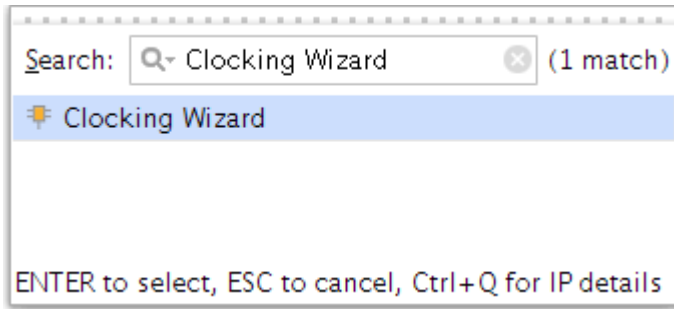 Search: Clocking Wizard (1 match)
Clocking Wizard
ENTER to select, ESC to cancel, Ctrl+Q for IP details